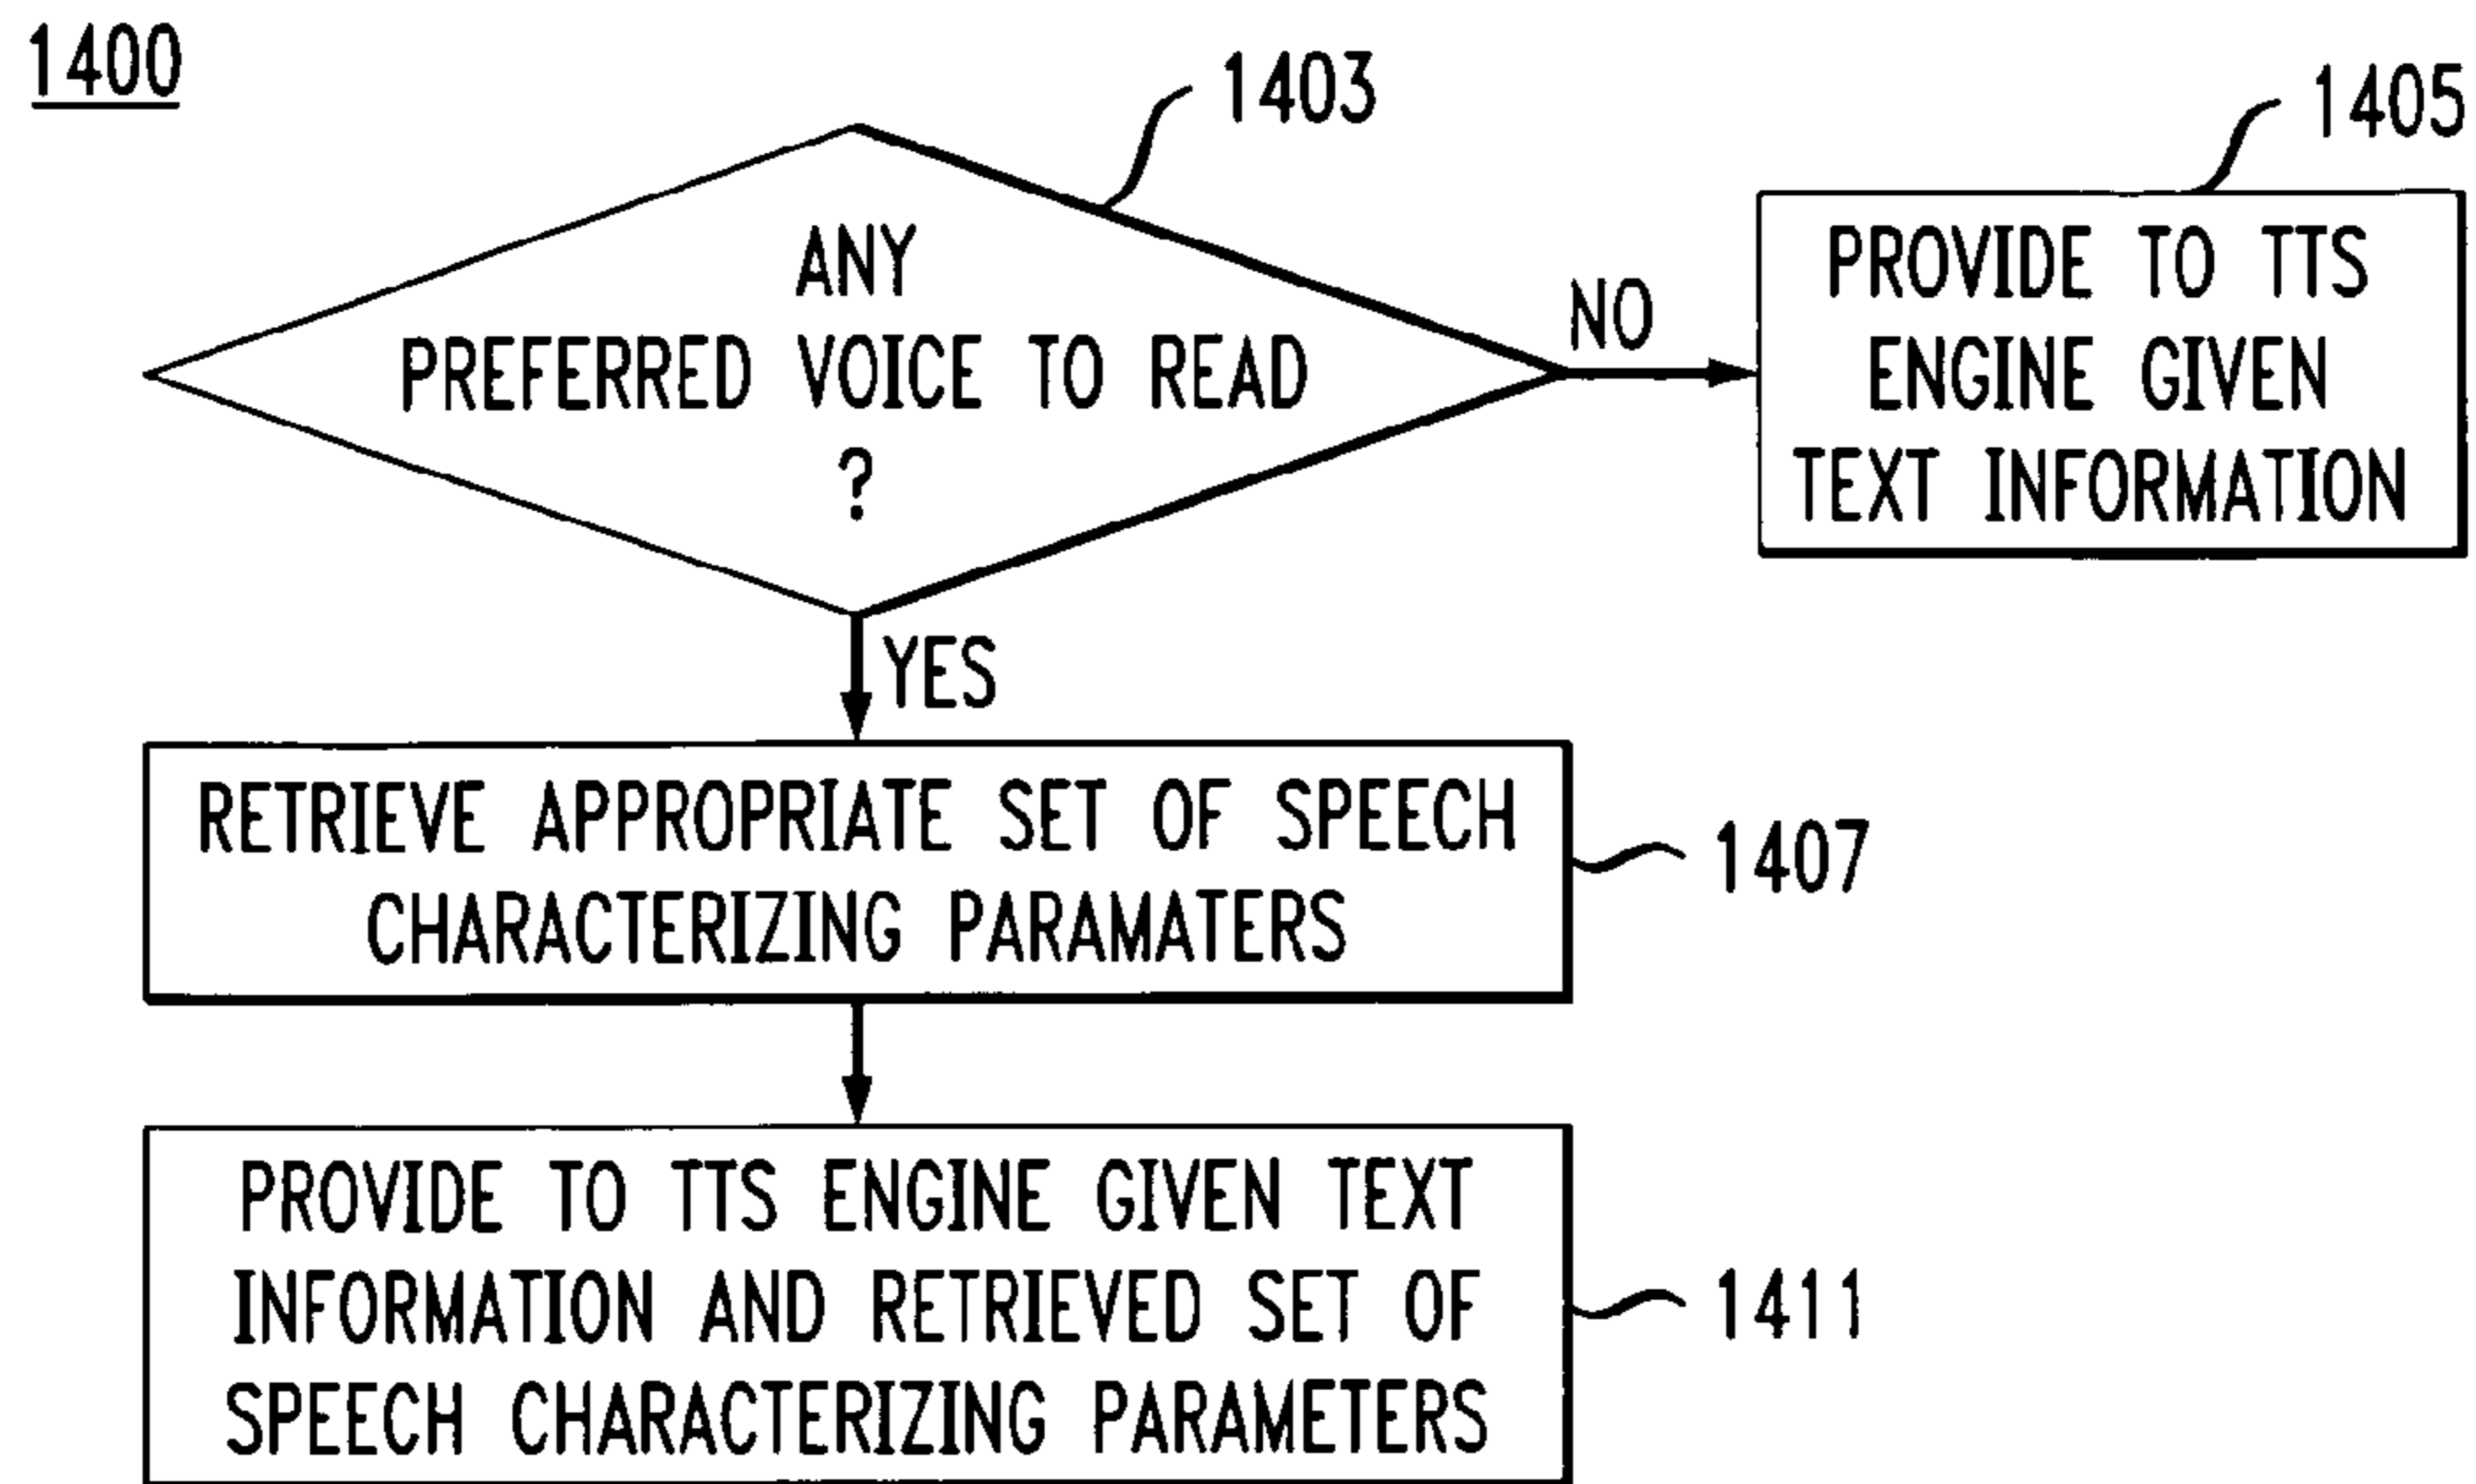 1400
1403
1405
ANY
PREFERRED VOICE TO READ
?
NO
PROVIDE TO TTS
ENGINE GIVEN
TEXT INFORMATION
YES
RETRIEVE APPROPRIATE SET OF SPEECH
CHARACTERIZING PARAMATERS
1407
PROVIDE TO TTS ENGINE GIVEN TEXT
INFORMATION AND RETRIEVED SET OF
SPEECH CHARACTERIZING PARAMETERS
1411